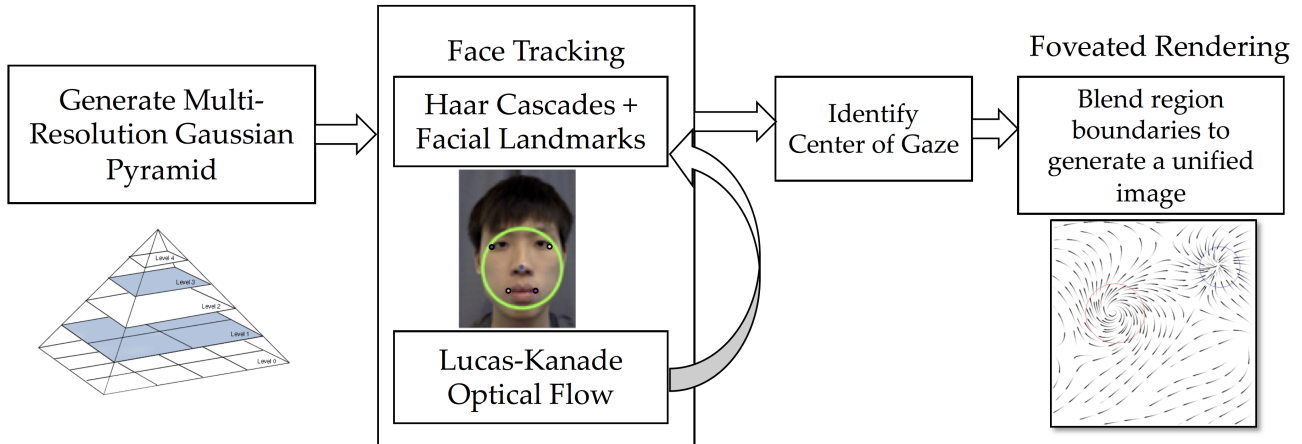 Generate Multi-
Resolution Gaussian
Pyramid
Level 4
Level 3
Level 2
Level 1
Level 0
Face Tracking
Haar Cascades +
Facial Landmarks
Lucas-Kanade
Optical Flow
Identify
Center of Gaze
Foveated Rendering
Blend region
boundaries to
generate a unified
image